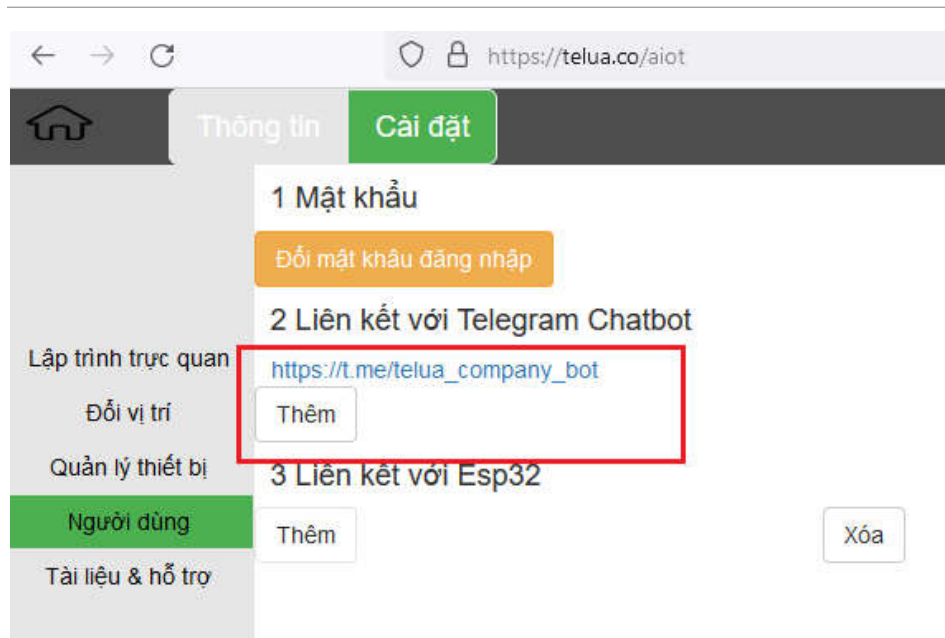 https://telua.co/aiot
Thông tin
Cài đặt
1 Mật khẩu
Đổi mật khẩu đăng nhập
2 Liên kết với Telegram Chatbot
https://t.me/telua_company_bot
Thêm
3 Liên kết với Esp32
Thêm
Xóa
Lập trình trực quan
Đổi vị trí
Quản lý thiết bị
Người dùng
Tài liệu & hỗ trợ